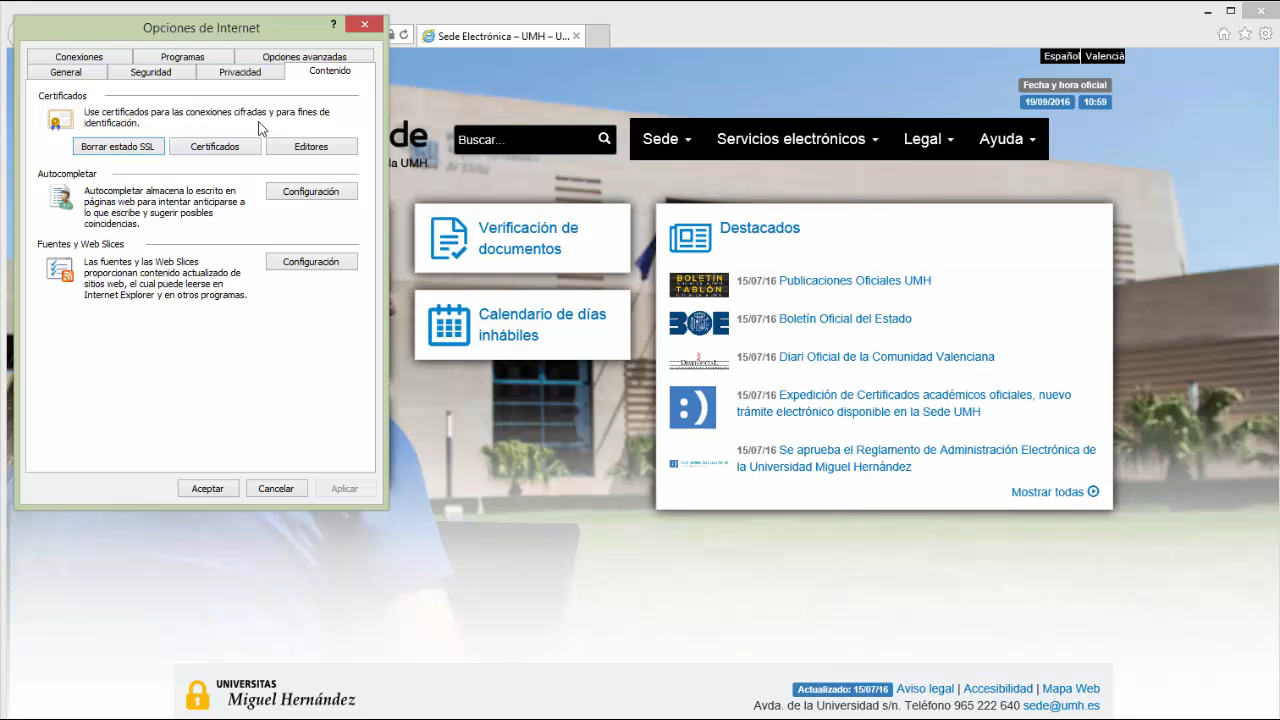 Opciones de Internet
?
Conexiones
Programas
Opciones avanzadas
General
Seguridad
Privacidad
Contenido
Certificados
Use certificados para las conexiones cifradas y para fines de
identificación.
Borrar estado SSL
Certificados
Editores
Autocompletar
Autocompletar almacena lo escrito en
páginas web para intentar anticiparse a
lo que escribe y sugerir posibles
coincidencias.
Configuración
Fuentes y Web Slices
Las fuentes y las Web Slices
proporcionan contenido actualizado de
sitios web, el cual puede leerse en
Internet Explorer y en otros programas.
Configuración
Aceptar
Cancelar
Aplicar
Sede Electrónica – UMH – U...
Español
Valencià
Fecha y hora oficial
19/09/2016
10:59
de
la UMH
Buscar...
Sede
Servicios electrónicos
Legal
Ayuda
Verificación de
documentos
Calendario de días
inhábiles
Destacados
BOLETÍN
TABLÓN
15/07/16 Publicaciones Oficiales UMH
BOE
15/07/16 Boletín Oficial del Estado
15/07/16 Diari Oficial de la Comunidad Valenciana
:)
15/07/16 Expedición de Certificados académicos oficiales, nuevo
trámite electrónico disponible en la Sede UMH
15/07/16 Se aprueba el Reglamento de Administración Electrónica de
la Universidad Miguel Hernández
Mostrar todas
UNIVERSITAS
Miguel Hernández
Actualizado: 15/07/16 Aviso legal | Accesibilidad | Mapa Web
Avda. de la Universidad s/n. Teléfono 965 222 640 sede@umh.es